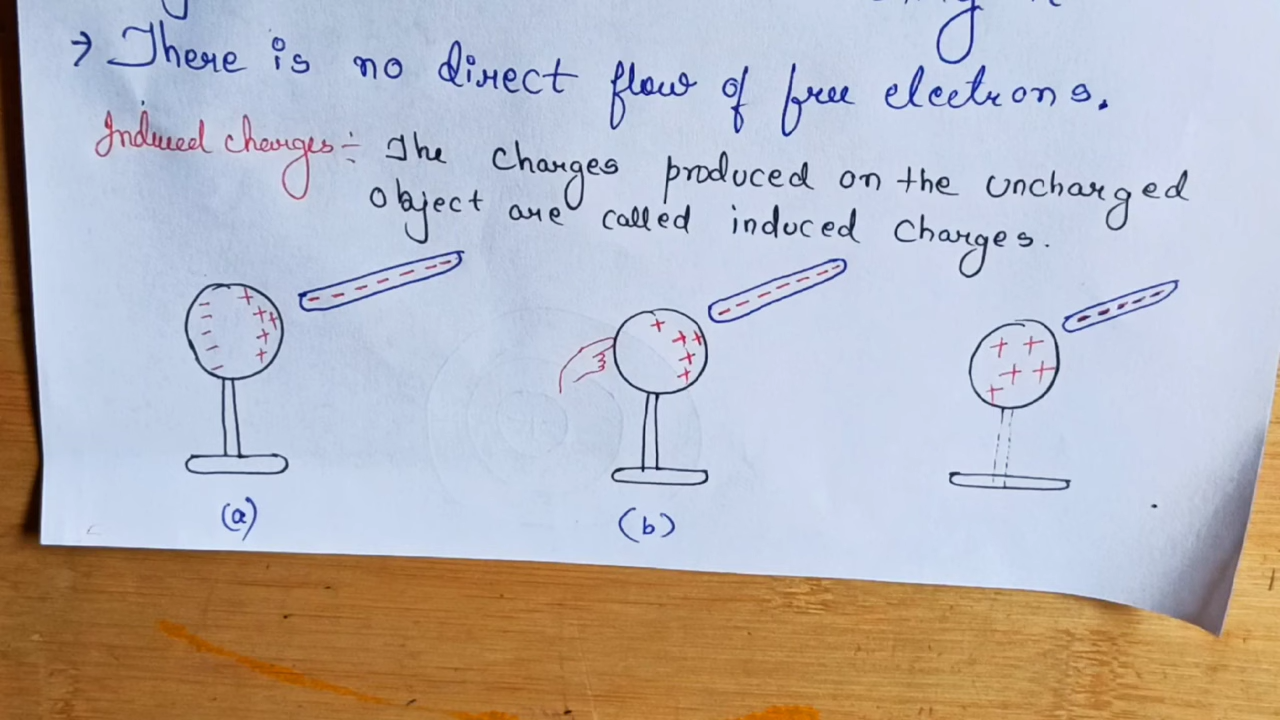 → There is no direct flow of free electrons.
Induced charges ÷ The charges produced on the uncharged
object are called induced charges.
(a) (b)